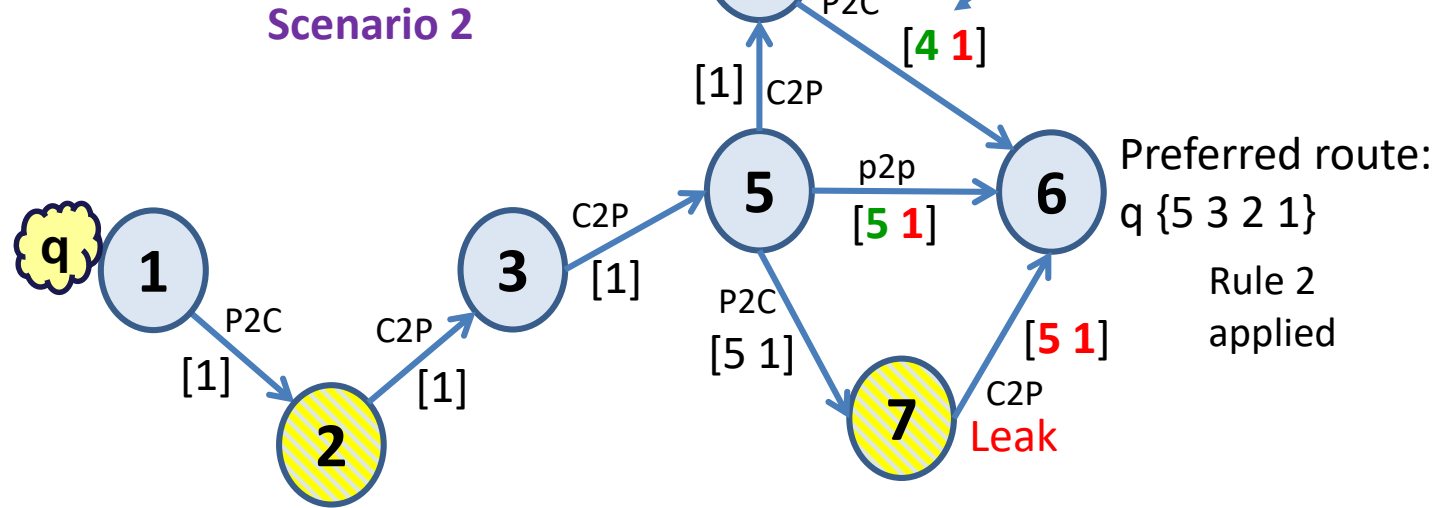 Scenario 2
P2C
[4 1]
[1]
C2P
5
p2p
[5 1]
6
Preferred route:
q {5 3 2 1}
Rule 2
applied
q
1
P2C
[1]
2
C2P
[1]
3
C2P
[1]
P2C
[5 1]
7
[5 1]
C2P
Leak